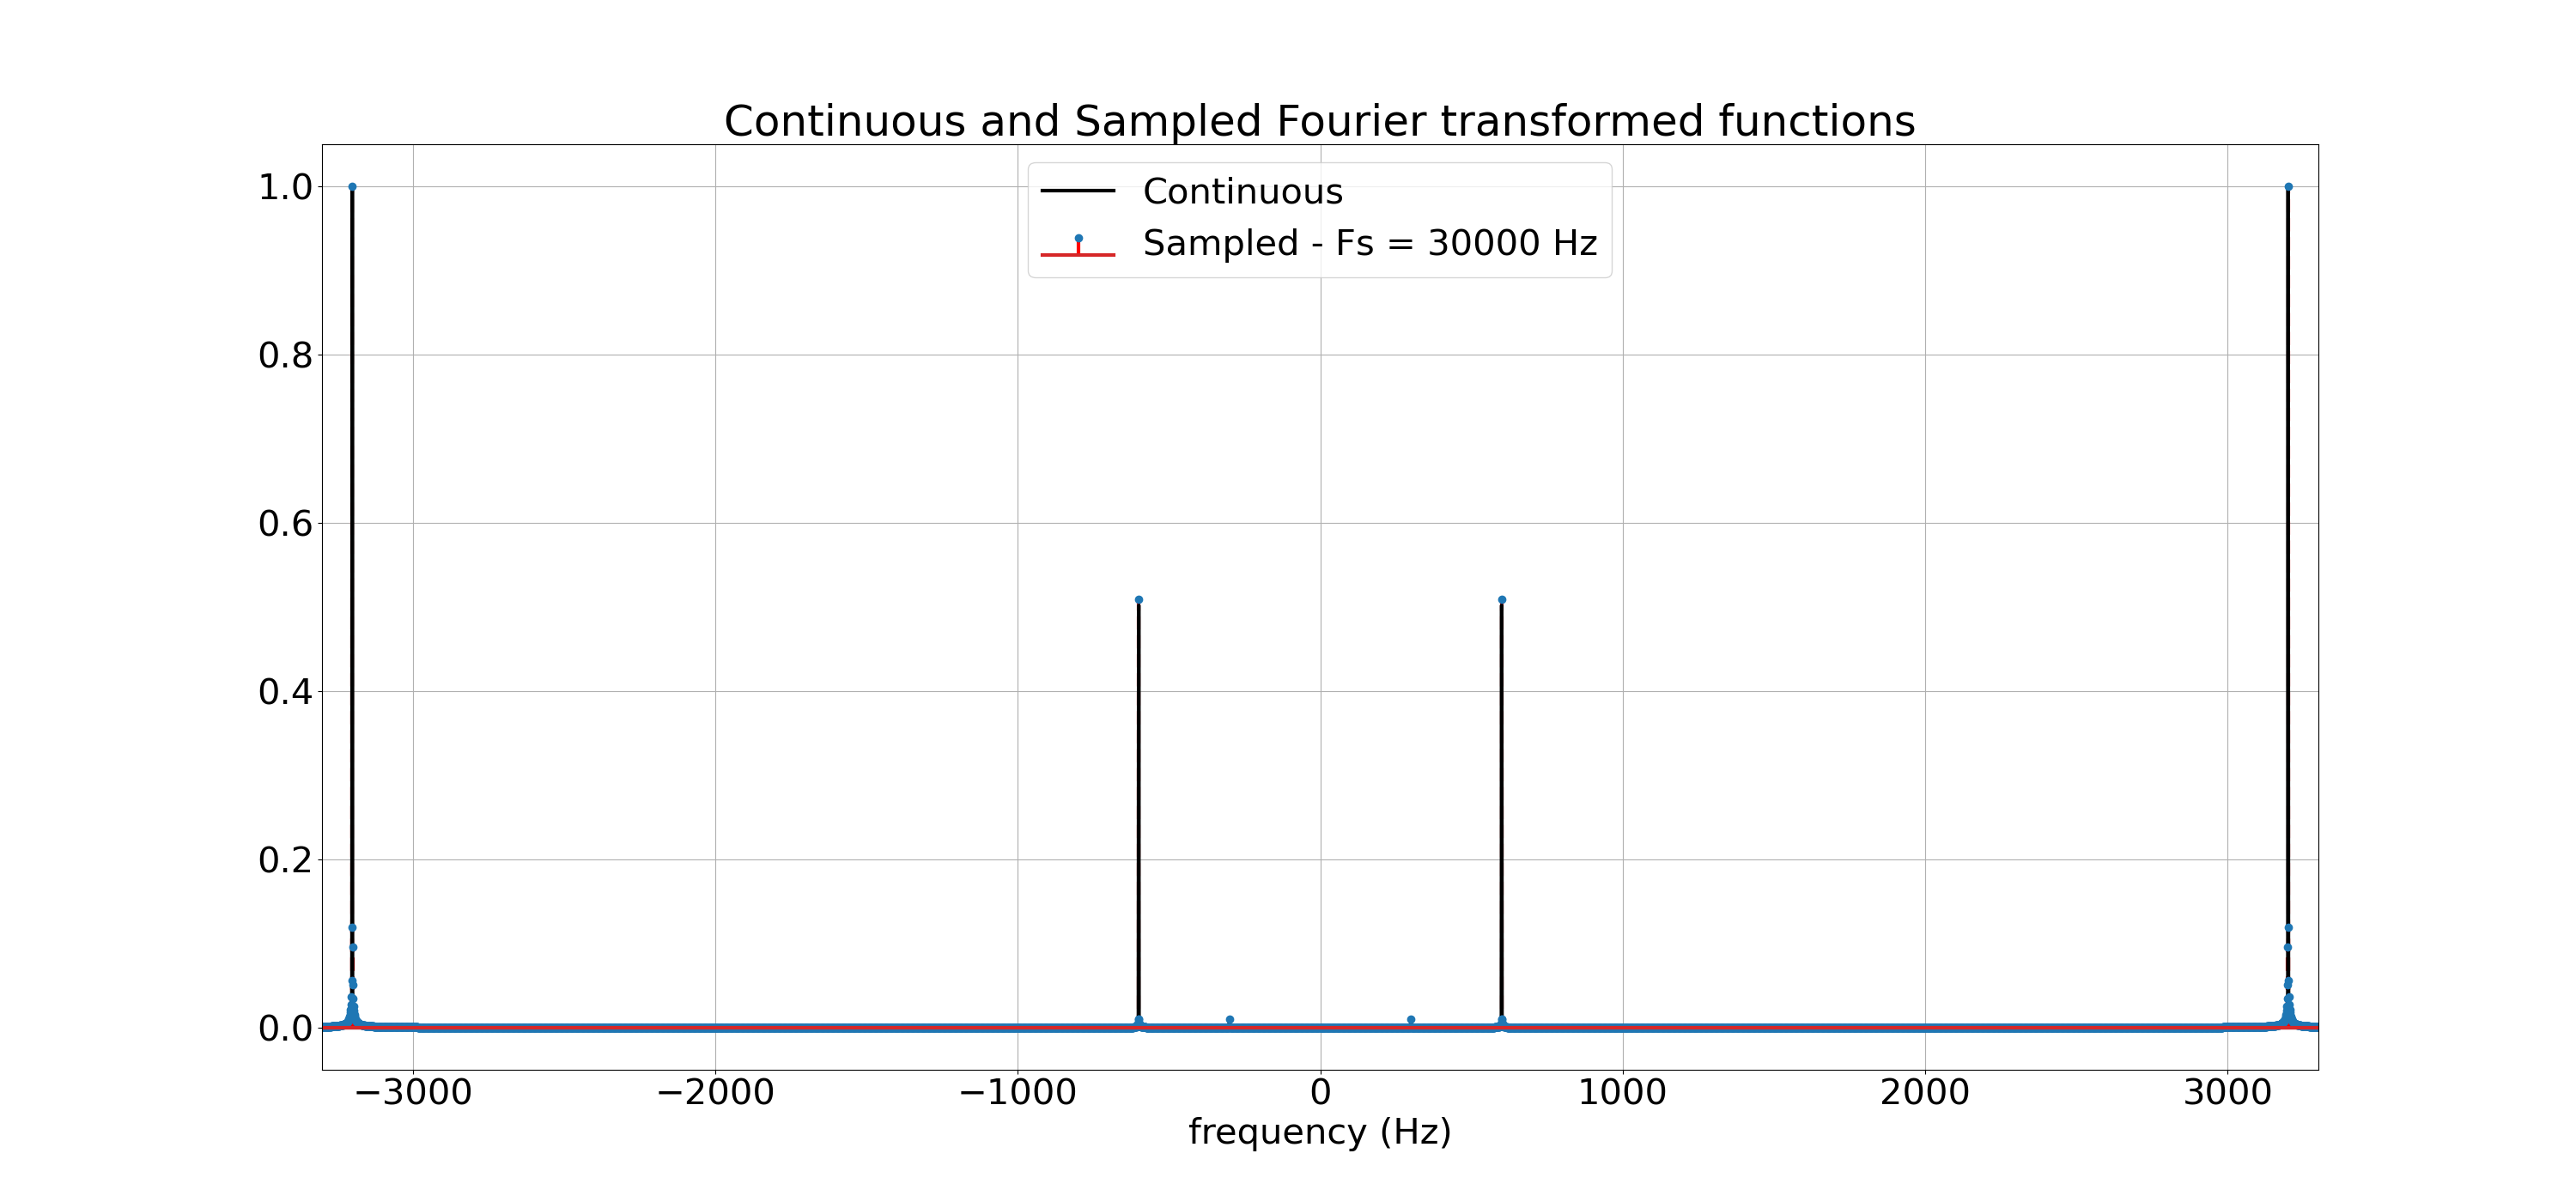 Continuous and Sampled Fourier transformed functions
Continuous
Sampled - Fs = 30000 Hz
1.0
0.8
0.6
0.4
0.2
0.0
−3000 −2000 −1000 0 1000 2000 3000
frequency (Hz)